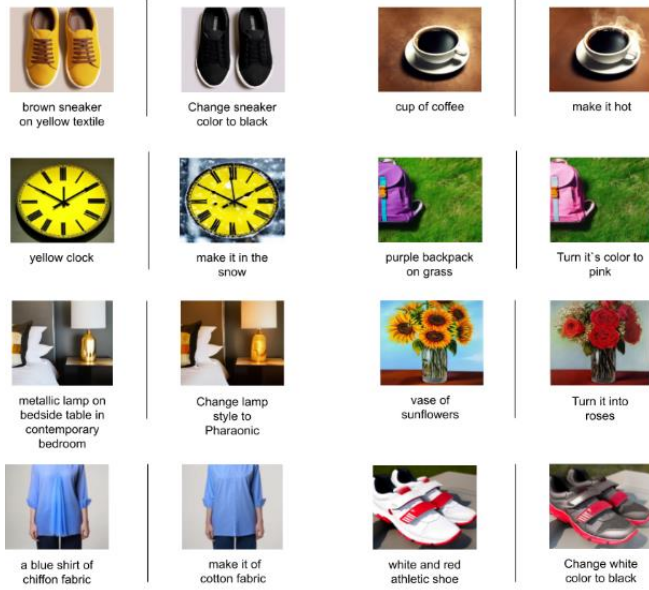 brown sneaker
on yellow textile
Change sneaker
color to black
cup of coffee
make it hot
yellow clock
make it in the
snow
purple backpack
on grass
Turn it`s color to
pink
metallic lamp on
bedside table in
contemporary
bedroom
Change lamp
style to
Pharaonic
vase of
sunflowers
Turn it into
roses
a blue shirt of
chiffon fabric
make it of
cotton fabric
white and red
athletic shoe
Change white
color to black